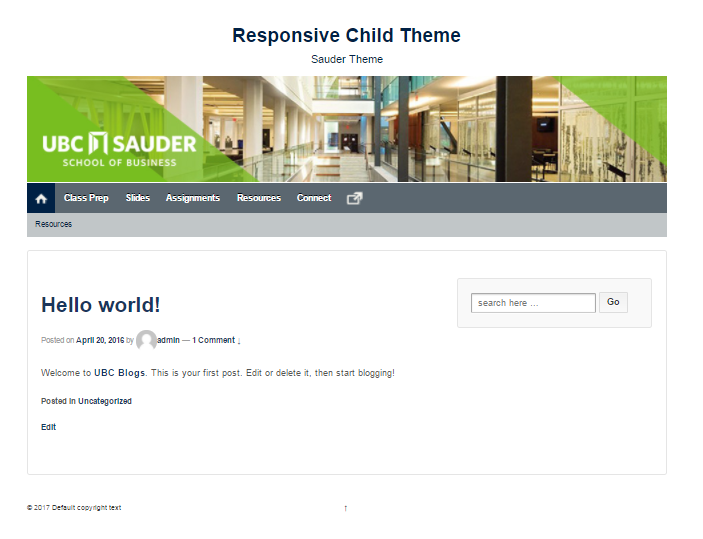 Responsive Child Theme
Sauder Theme
UBC SAUDER
SCHOOL OF BUSINESS
Class Prep Slides Assignments Resources Connect
Resources
Hello world!
search here ... Go
Posted on April 20, 2016 by admin — 1 Comment ↓
Welcome to UBC Blogs. This is your first post. Edit or delete it, then start blogging!
Posted in Uncategorized
Edit
© 2017 Default copyright text ↑